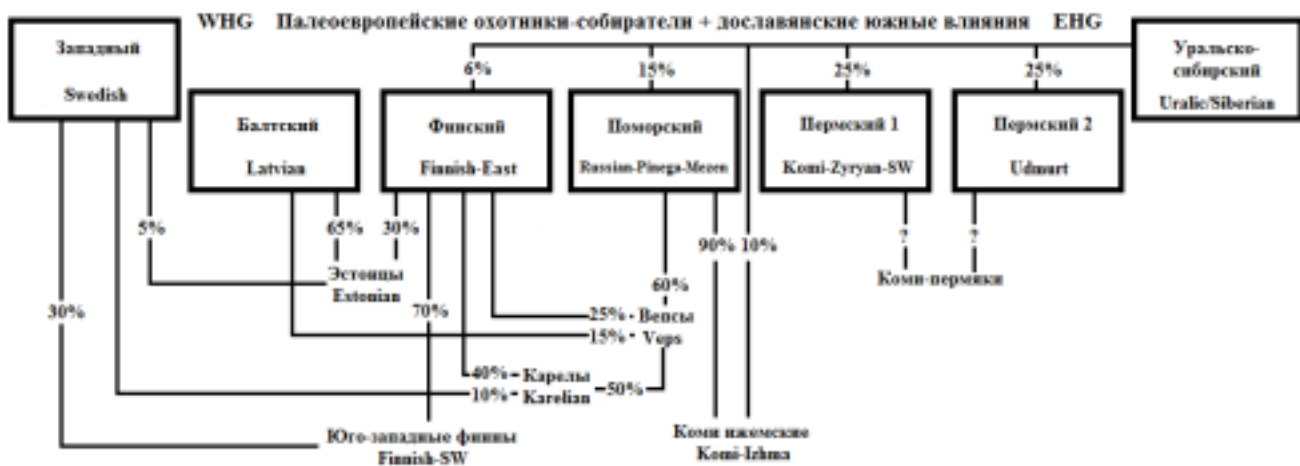 WHG Палеоевропейские охотники-собиратели + дославянские южные влияния EHG
Западный
Swedish
Уральско-
сибирский
Uralic/Siberian
6%
15%
25%
25%
Балтский
Latvian
Финский
Finnish-East
Поморский
Russian-Pinega-Mezen
Пермский 1
Komi-Zyryan-SW
Пермский 2
Udmurt
5%
65%
30%
90%
10%
?
?
Эстонцы
Estonian
Коми-пермяки
60%
30%
70%
25%
Вепсы
15%
Veps
40%
Карелы
50%
10%
Karelian
Юго-западные финны
Finnish-SW
Коми ижемские
Komi-Izhma